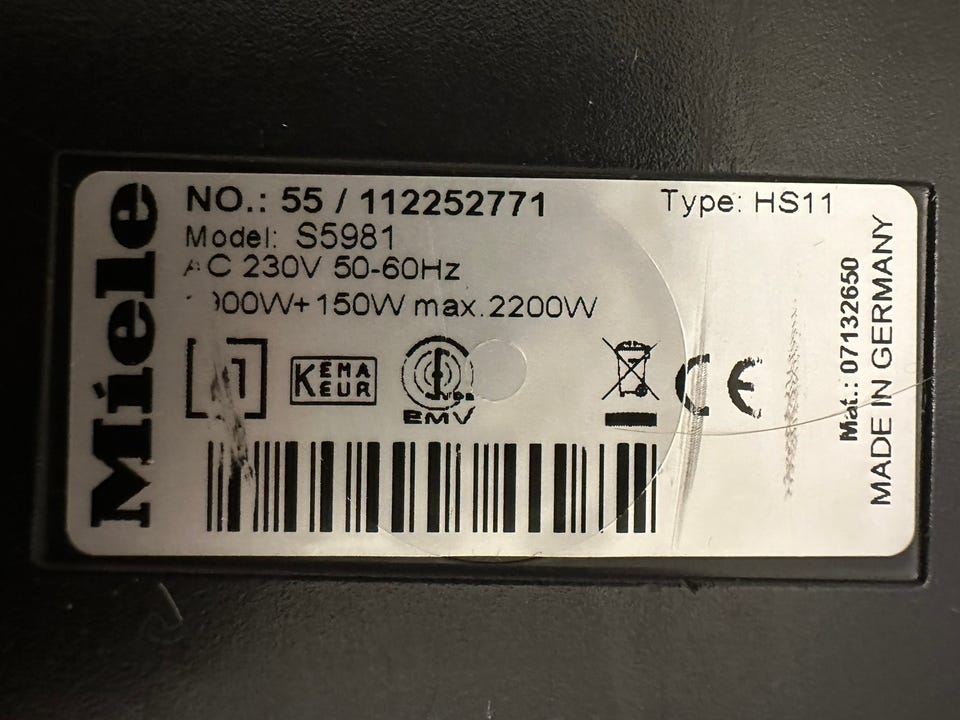 Miele
NO.: 55 / 112252771
Type: HS11
Model: S5981
AC 230V 50-60Hz
150W max.2200W
KEMA
KEUR
EMV
CE
Mat.: 07132650
MADE IN GERMANY